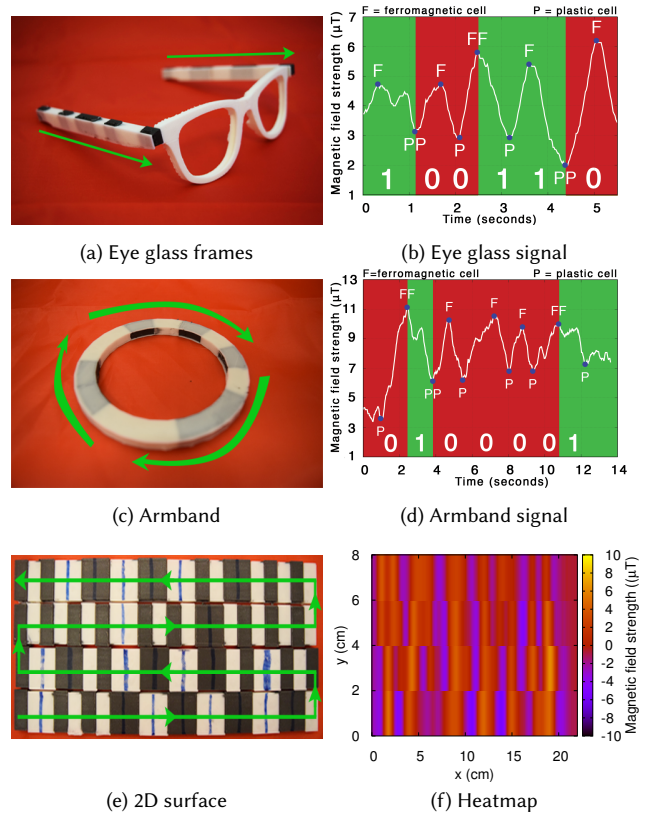 F = ferromagnetic cell P = plastic cell
Magnetic field strength (µT)
7
6
5
4
3
2
1
F
F
FF
F
F
PP
P
P
PP
1 0 0 1 1 0
0 1 2 3 4 5
Time (seconds)
(a) Eye glass frames
(b) Eye glass signal
F=ferromagnetic cell P = plastic cell
Magnetic field strength (µT)
13
11
9
7
5
3
1
FF
F
F
F
FF
P
PP
P
P
P
P
0 1 0 0 0 0 1
0 2 4 6 8 10 12 14
Time (seconds)
(c) Armband
(d) Armband signal
y (cm)
8
6
4
2
0
0 5 10 15 20
x (cm)
10
8
6
4
2
0
-2
-4
-6
-8
-10
Magnetic field strength ((µT)
(e) 2D surface
(f) Heatmap